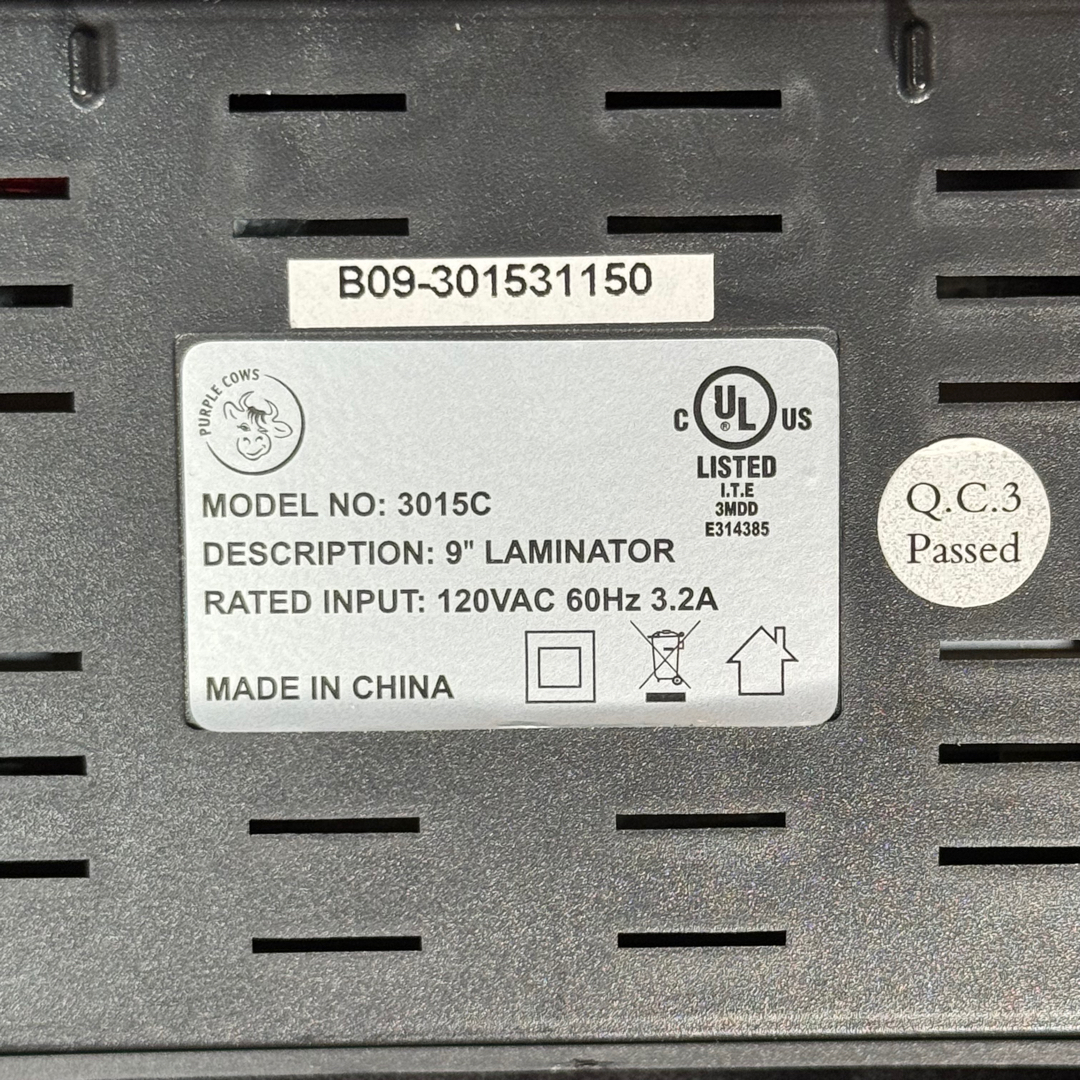 B09-301531150
PURPLE COWS
C UL® US
LISTED
I.T.E
3MDD
E314385
MODEL NO: 3015C
DESCRIPTION: 9" LAMINATOR
RATED INPUT: 120VAC 60Hz 3.2A
MADE IN CHINA
Q.C.3
Passed